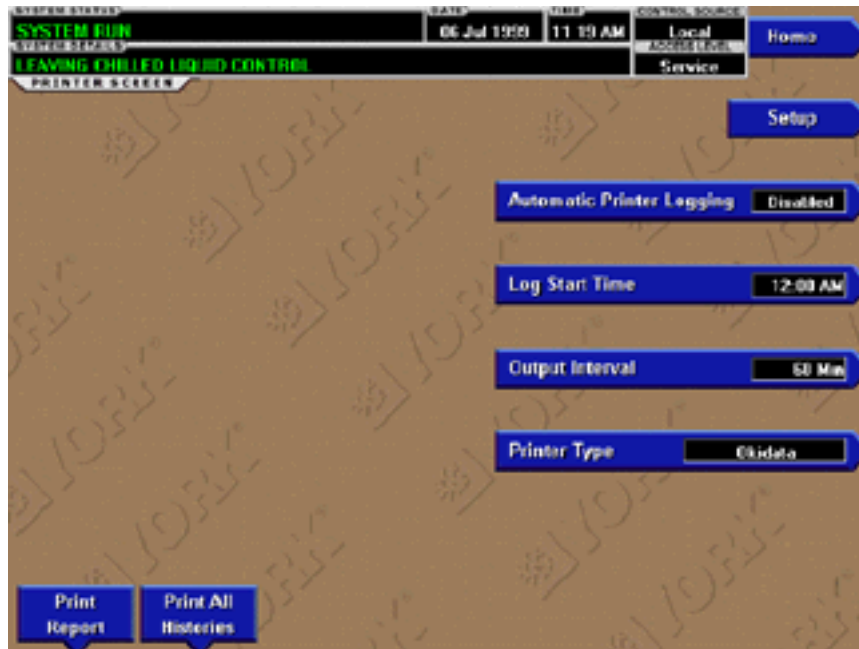 SYSTEM STATUS
SYSTEM RUN
DATE
06 Jul 1999
TIME
11 19 AM
CONTROL SOURCE
Local
Home
SYSTEM DETAILS
LEAVING CHILLED LIQUID CONTROL
ACCESS LEVEL
Service
PRINTER SCREEN
Setup
Automatic Printer Logging
Disabled
Log Start Time
12:00 AM
Output Interval
60 Min
Printer Type
Okidata
Print
Report
Print All
Histories
YORK